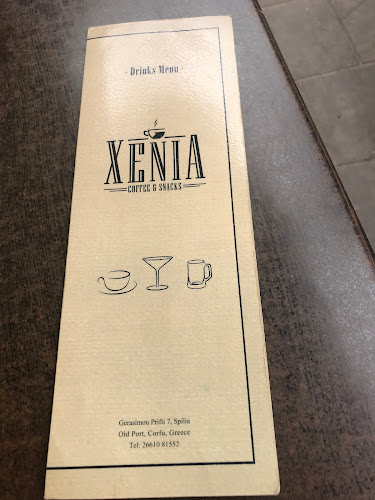 · Drinks Menu ·
XENIA
COFFEE & SNACKS
Gerasimou Prifti 7, Spilia
Old Port, Corfu, Greece
Tel: 26610 81552